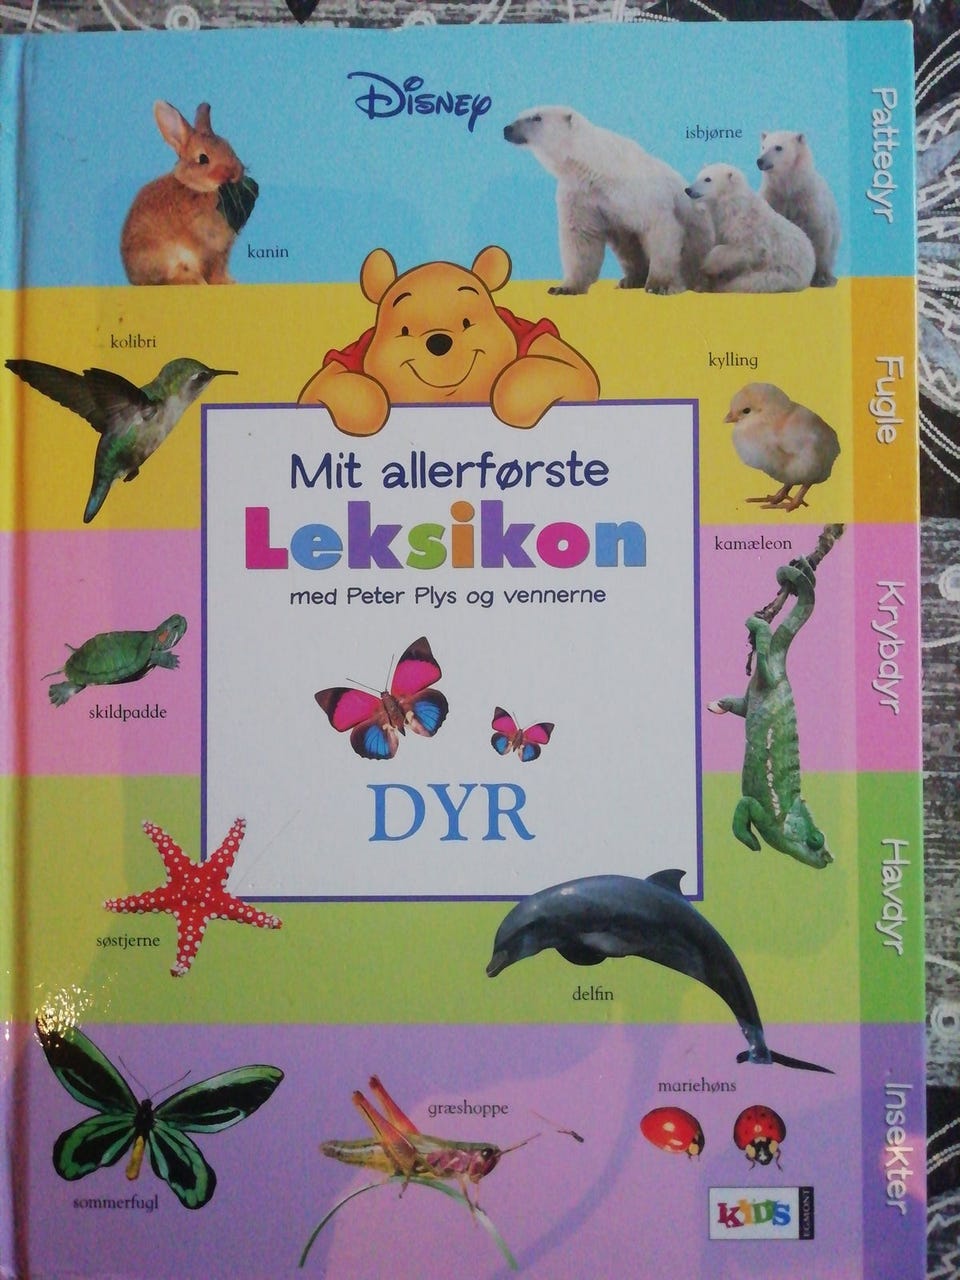 Disney
isbjørne
Pattedyr
kanin
kolibri
kylling
Fugle
Mit allerførste
Leksikon
med Peter Plys og vennerne
kamæleon
Krybdyr
skildpadde
DYR
Havdyr
søstjerne
delfin
mariehøns
græshoppe
Insekter
sommerfugl
KIDS
EGMONT